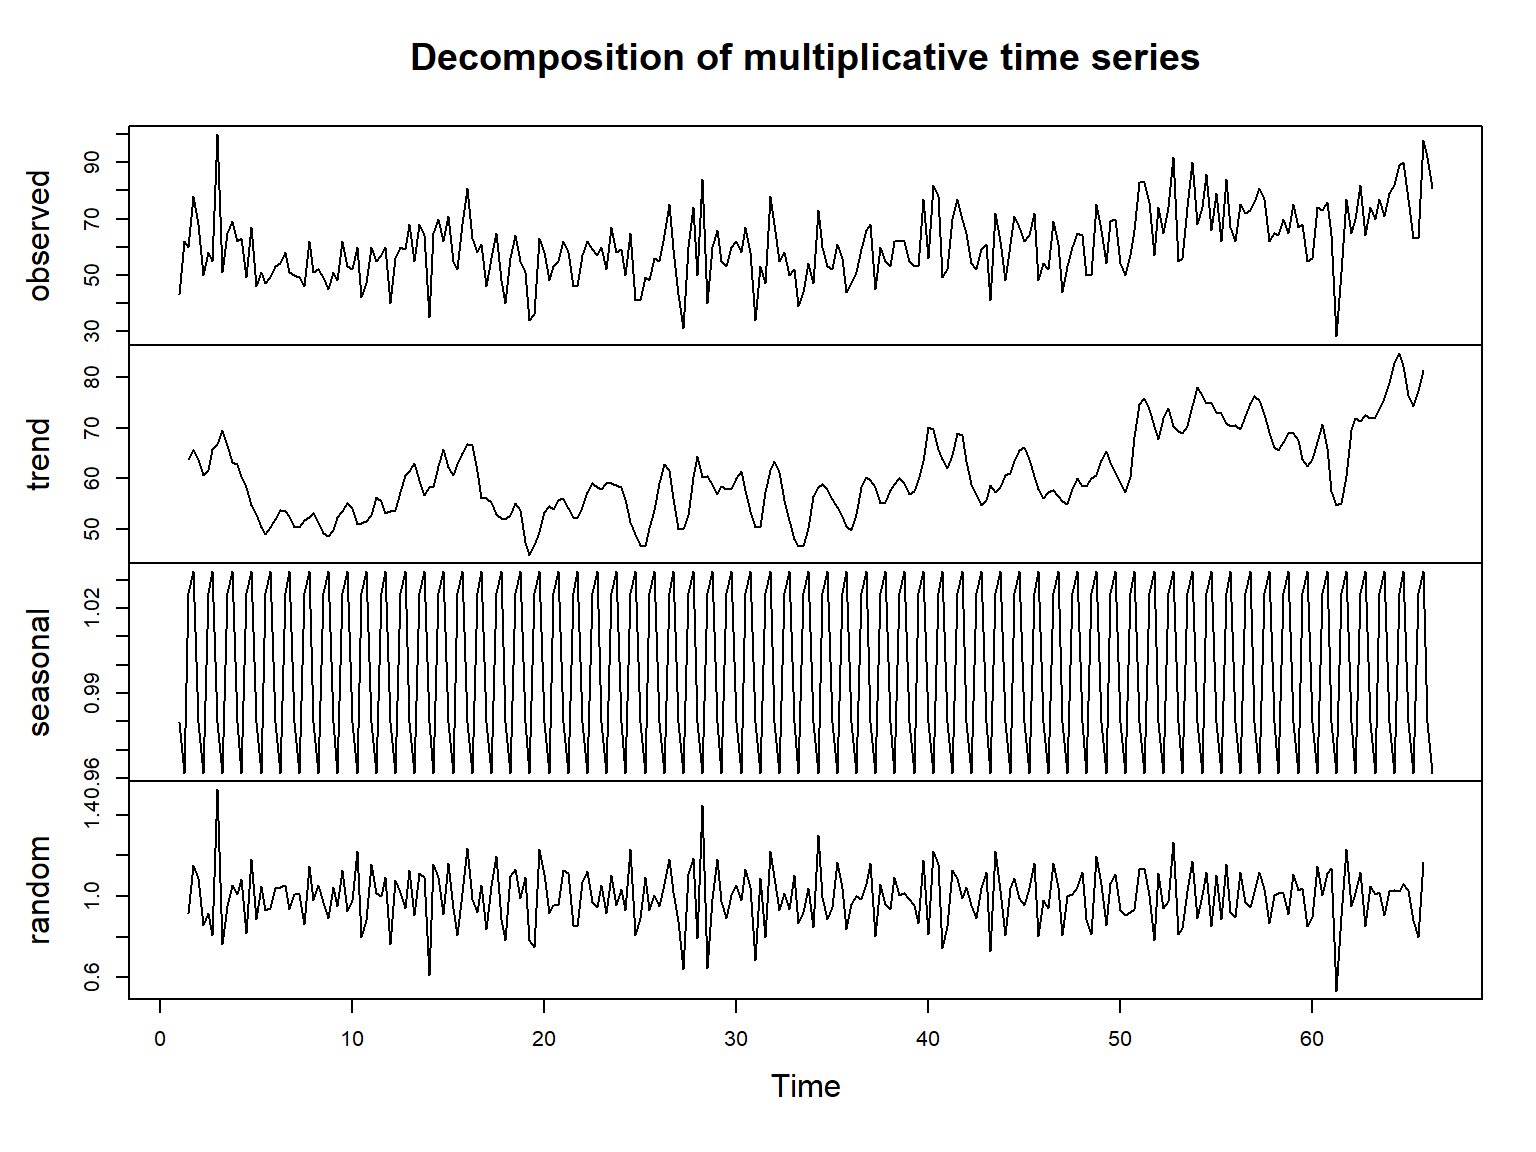 Decomposition of multiplicative time series
observed
30 50 70 90
trend
50 60 70 80
seasonal
0.96 0.99 1.02
random
0.6 1.0 1.4
0 10 20 30 40 50 60
Time